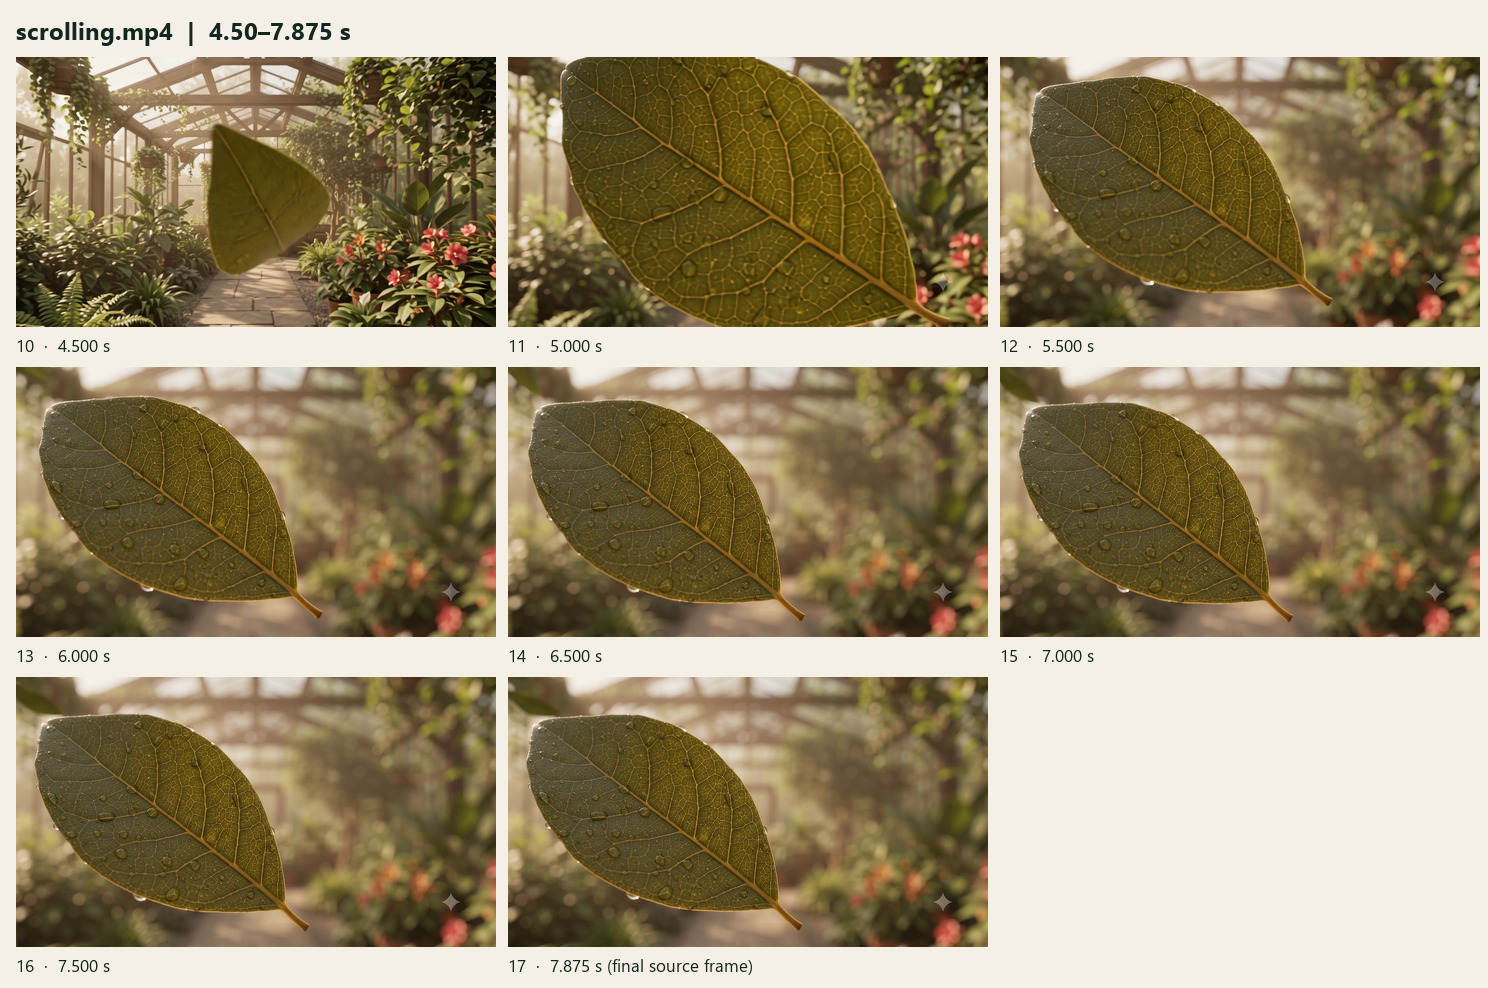 scrolling.mp4 | 4.50–7.875 s
10 · 4.500 s
11 · 5.000 s
12 · 5.500 s
13 · 6.000 s
14 · 6.500 s
15 · 7.000 s
16 · 7.500 s
17 · 7.875 s (final source frame)